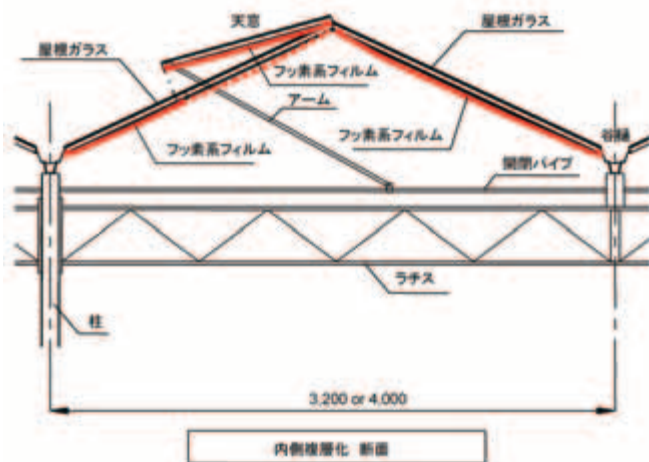 天窓
屋根ガラス
屋根ガラス
フッ素系フィルム
アーム
フッ素系フィルム
フッ素系フィルム
谷樋
開閉パイプ
ラチス
柱
3,200 or 4,000
内側複層化 断面